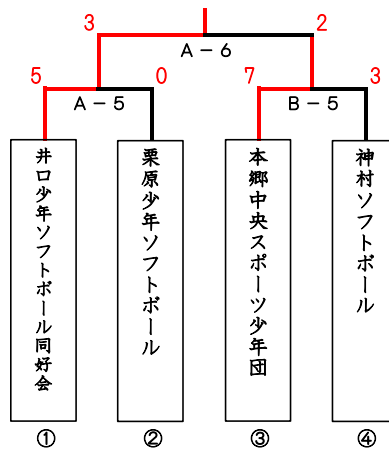 3
2
A-6
5
0
7
3
A-5
B-5
井口少年ソフトボール同好会
栗原少年ソフトボール
本郷中央スポーツ少年団
神村ソフトボール
①
②
③
④